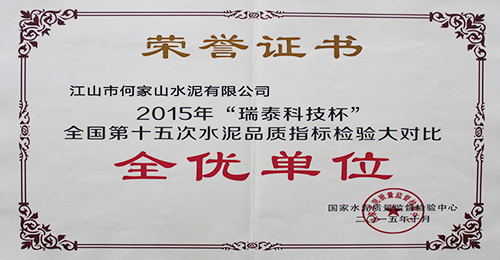 荣誉证书
江山市何家山水泥有限公司
2015年“瑞泰科技杯”
全国第十五次水泥品质指标检验大对比
全优单位
国家水泥质量监督检验中心
二〇一五年十月